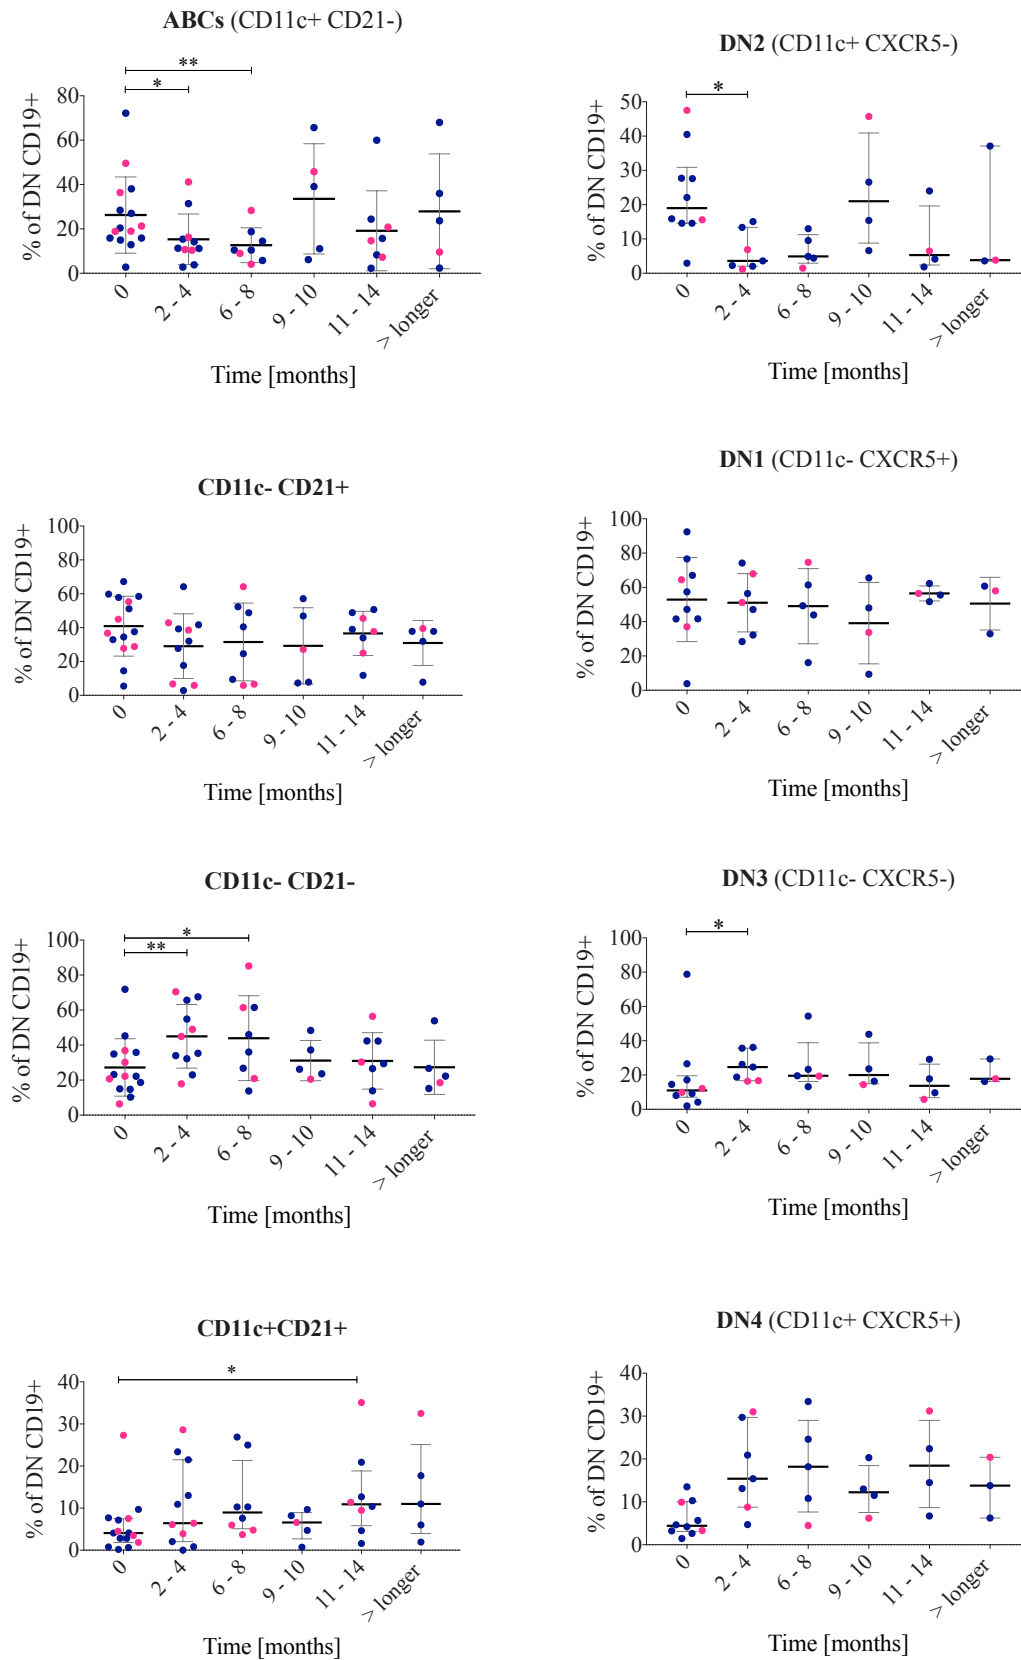 ABCs (CD11c+ CD21-)
**
*
% of DN CD19+
80
60
40
20
0
0
2 - 4
6 - 8
9 - 10
11 - 14
> longer
Time [months]
DN2 (CD11c+ CXCR5-)
*
% of DN CD19+
50
40
30
20
10
0
0
2 - 4
6 - 8
9 - 10
11 - 14
> longer
Time [months]
CD11c- CD21+
% of DN CD19+
100
80
60
40
20
0
0
2 - 4
6 - 8
9 - 10
11 - 14
> longer
Time [months]
DN1 (CD11c- CXCR5+)
% of DN CD19+
100
80
60
40
20
0
0
2 - 4
6 - 8
9 - 10
11 - 14
> longer
Time [months]
CD11c- CD21-
*
**
% of DN CD19+
100
80
60
40
20
0
0
2 - 4
6 - 8
9 - 10
11 - 14
> longer
Time [months]
DN3 (CD11c- CXCR5-)
*
% of DN CD19+
100
80
60
40
20
0
0
2 - 4
6 - 8
9 - 10
11 - 14
> longer
Time [months]
CD11c+CD21+
*
% of DN CD19+
40
30
20
10
0
0
2 - 4
6 - 8
9 - 10
11 - 14
> longer
Time [months]
DN4 (CD11c+ CXCR5+)
% of DN CD19+
40
30
20
10
0
0
2 - 4
6 - 8
9 - 10
11 - 14
> longer
Time [months]